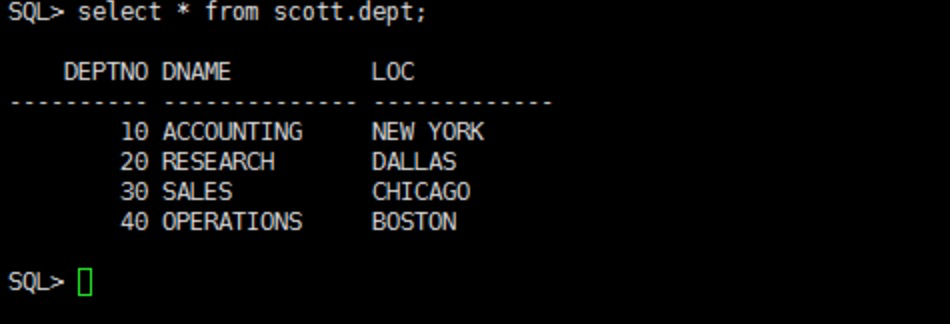 SQL> select * from scott.dept;
    DEPTNO DNAME          LOC
---------- -------------- -------------
        10 ACCOUNTING     NEW YORK
        20 RESEARCH       DALLAS
        30 SALES          CHICAGO
        40 OPERATIONS     BOSTON
SQL>